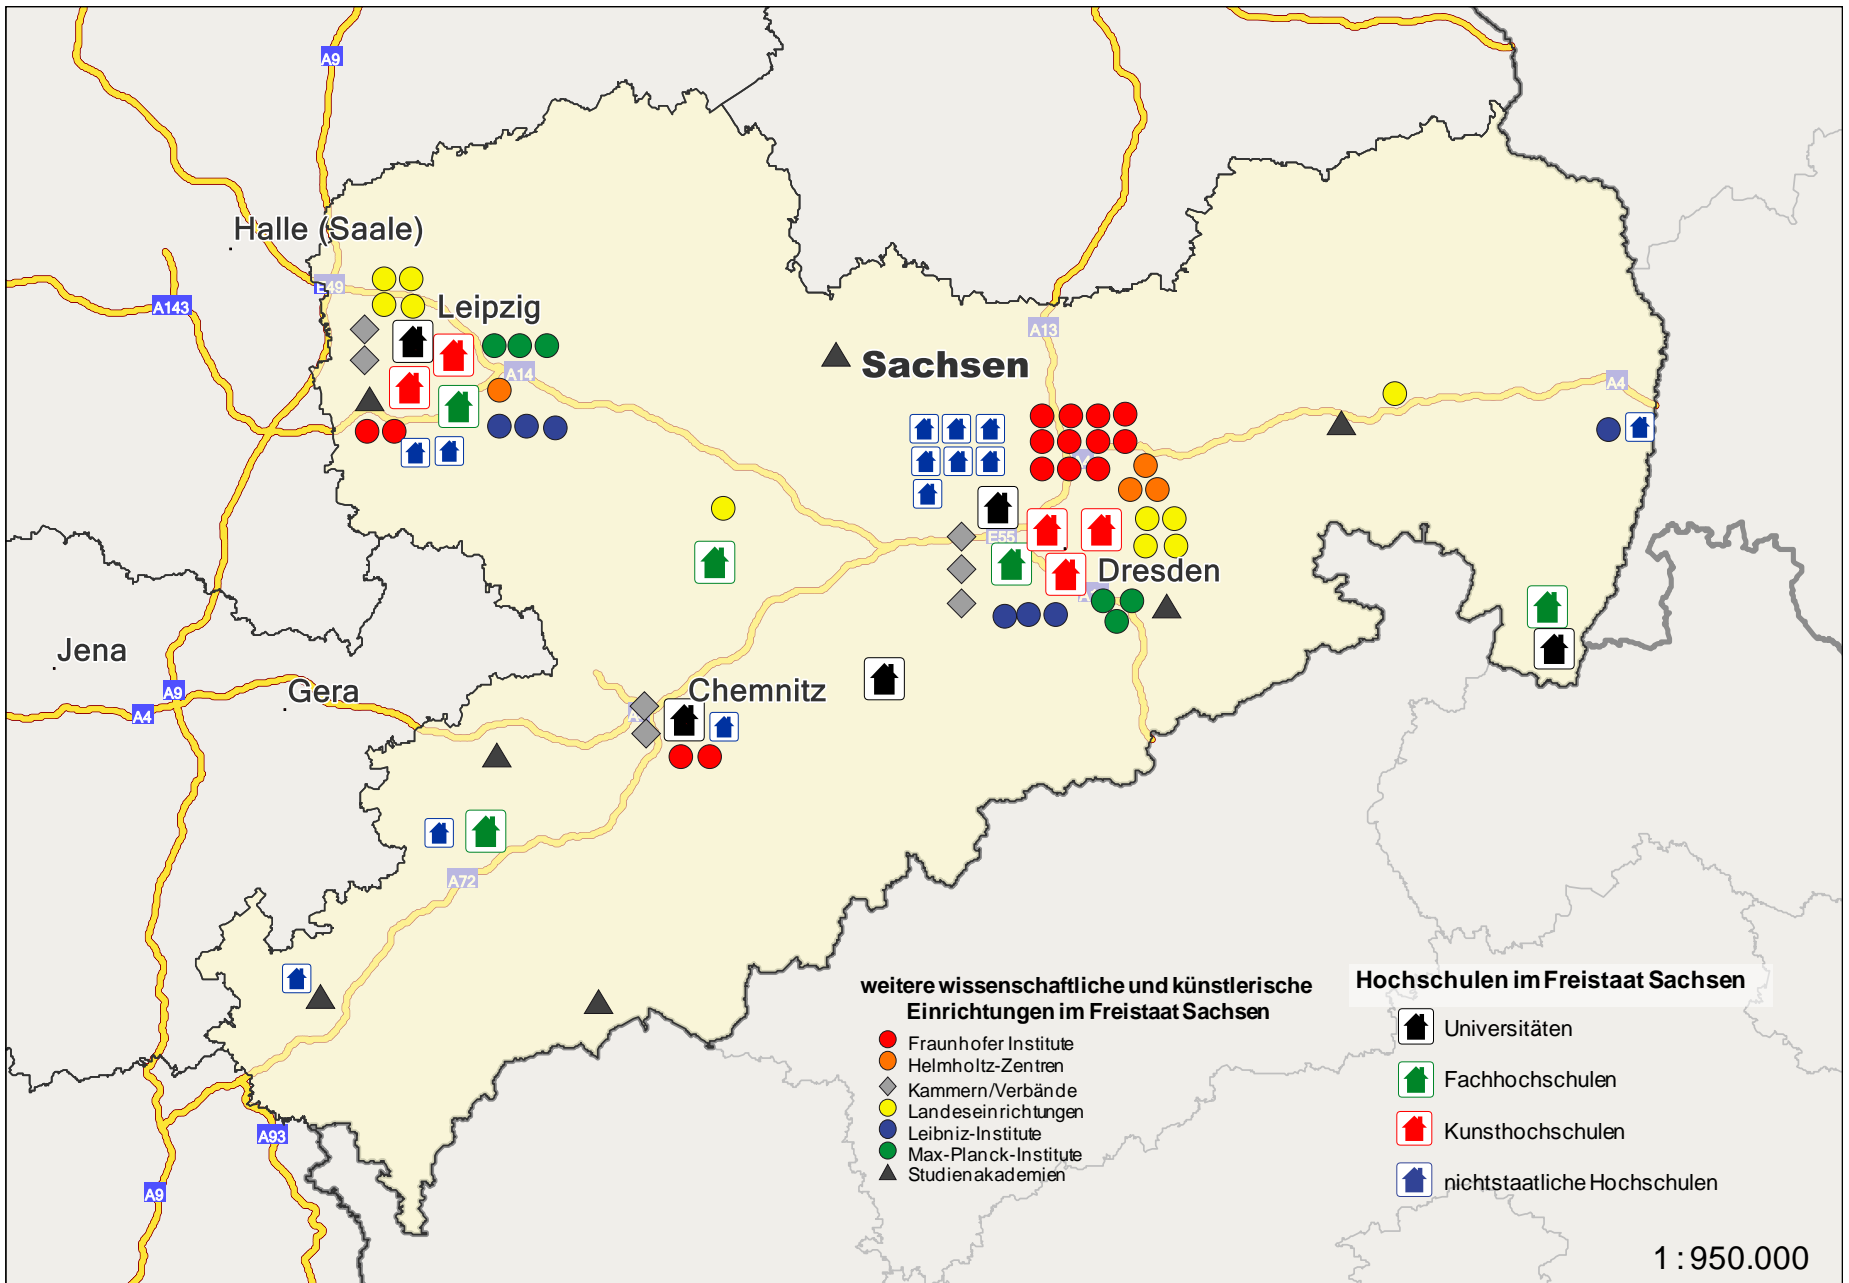 A9
Halle (Saale)
E49
A143
Leipzig
A13
Sachsen
A14
A4
E55
Dresden
Jena
A9
Gera
A4
Chemnitz
A72
weitere wissenschaftliche und künstlerische
Einrichtungen im Freistaat Sachsen
Fraunhofer Institute
Helmholtz-Zentren
Kammern/Verbände
Landeseinrichtungen
Leibniz-Institute
Max-Planck-Institute
Studienakademien
Hochschulen im Freistaat Sachsen
Universitäten
Fachhochschulen
Kunsthochschulen
nichtstaatliche Hochschulen
A93
A9
1 : 950.000